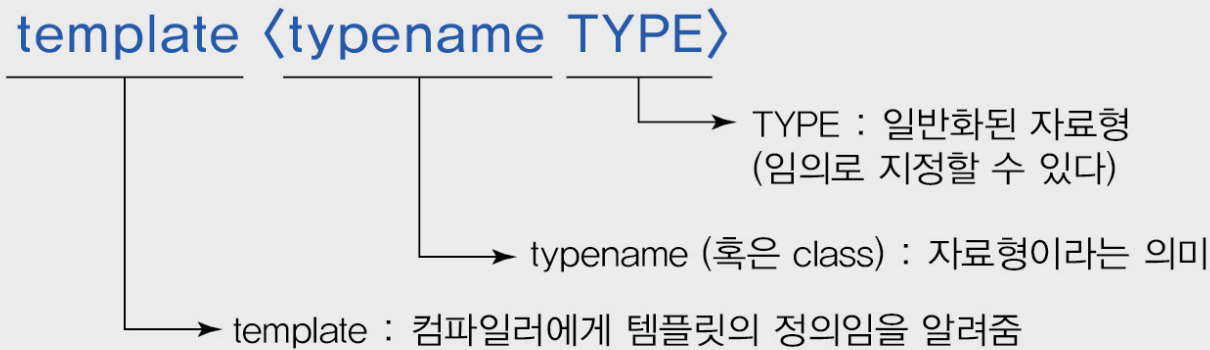 template 〈typename TYPE〉
TYPE : 일반화된 자료형
(임의로 지정할 수 있다)
typename (혹은 class) : 자료형이라는 의미
template : 컴파일러에게 템플릿의 정의임을 알려줌